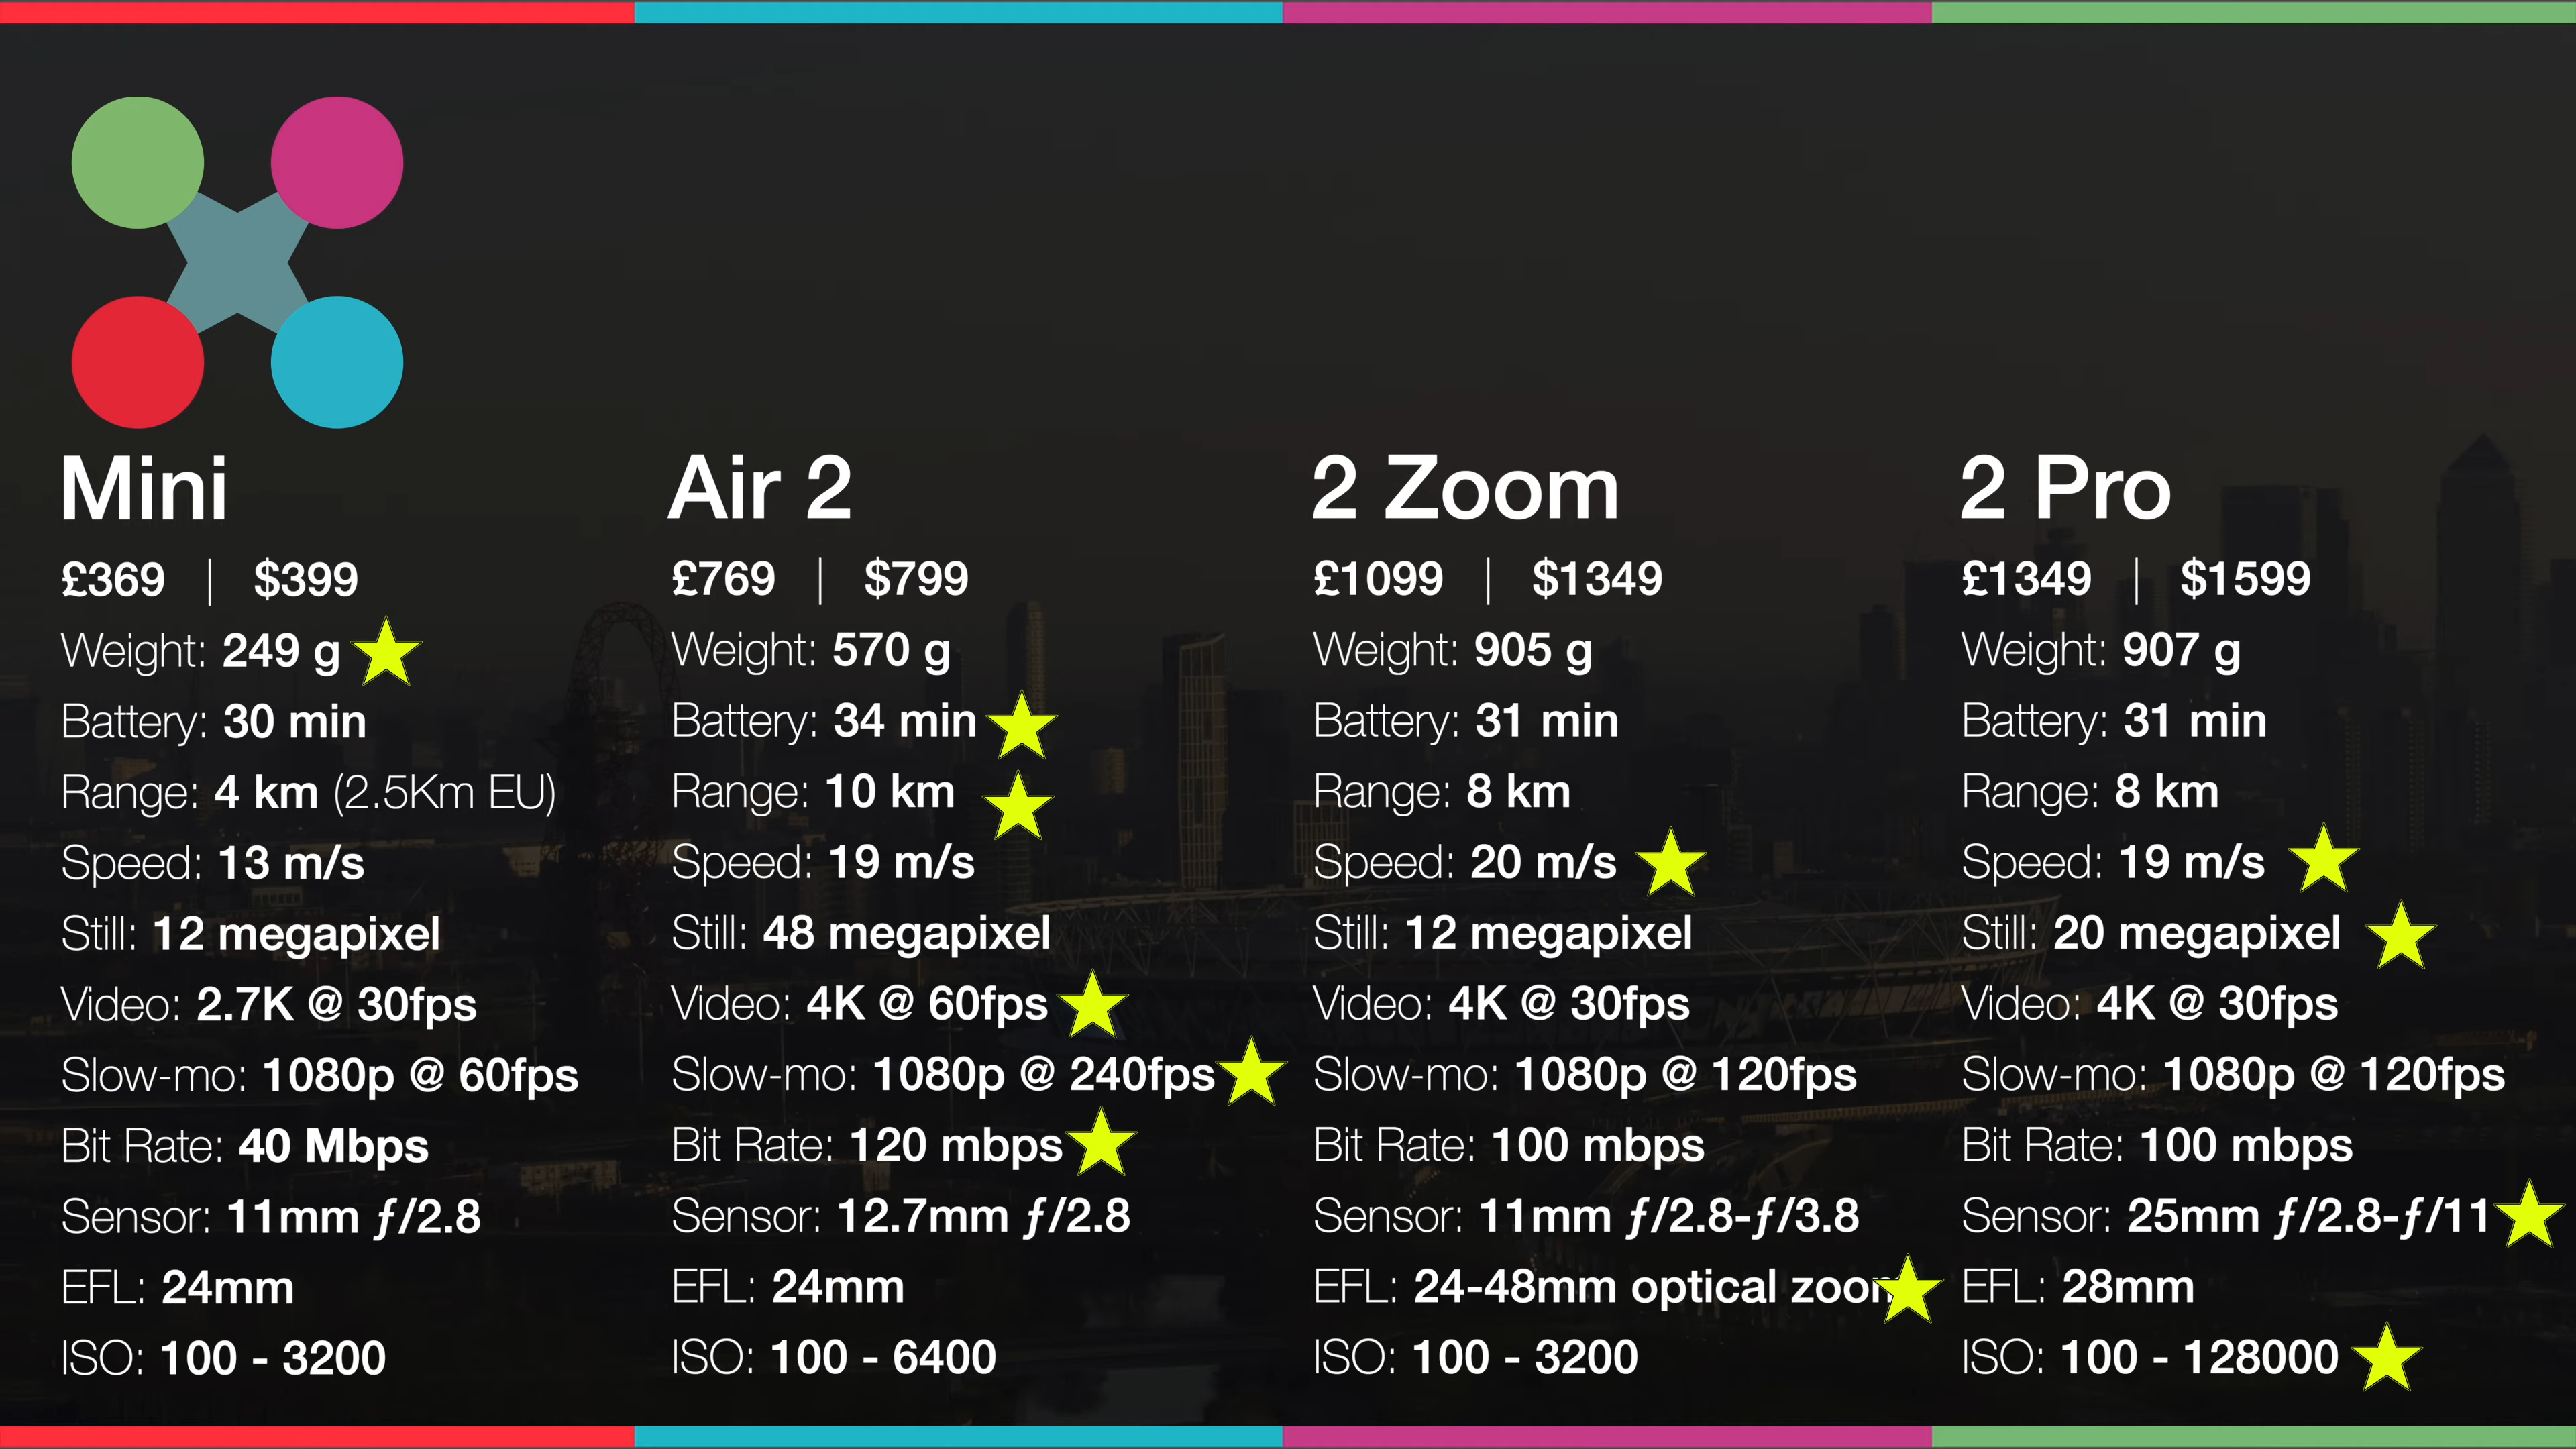 Mini
£369 | $399
Weight: 249 g
Battery: 30 min
Range: 4 km (2.5Km EU)
Speed: 13 m/s
Still: 12 megapixel
Video: 2.7K @ 30fps
Slow-mo: 1080p @ 60fps
Bit Rate: 40 Mbps
Sensor: 11mm ƒ/2.8
EFL: 24mm
ISO: 100 - 3200
Air 2
£769 | $799
Weight: 570 g
Battery: 34 min
Range: 10 km
Speed: 19 m/s
Still: 48 megapixel
Video: 4K @ 60fps
Slow-mo: 1080p @ 240fps
Bit Rate: 120 mbps
Sensor: 12.7mm ƒ/2.8
EFL: 24mm
ISO: 100 - 6400
2 Zoom
£1099 | $1349
Weight: 905 g
Battery: 31 min
Range: 8 km
Speed: 20 m/s
Still: 12 megapixel
Video: 4K @ 30fps
Slow-mo: 1080p @ 120fps
Bit Rate: 100 mbps
Sensor: 11mm ƒ/2.8-ƒ/3.8
EFL: 24-48mm optical zoom
ISO: 100 - 3200
2 Pro
£1349 | $1599
Weight: 907 g
Battery: 31 min
Range: 8 km
Speed: 19 m/s
Still: 20 megapixel
Video: 4K @ 30fps
Slow-mo: 1080p @ 120fps
Bit Rate: 100 mbps
Sensor: 25mm ƒ/2.8-ƒ/11
EFL: 28mm
ISO: 100 - 128000